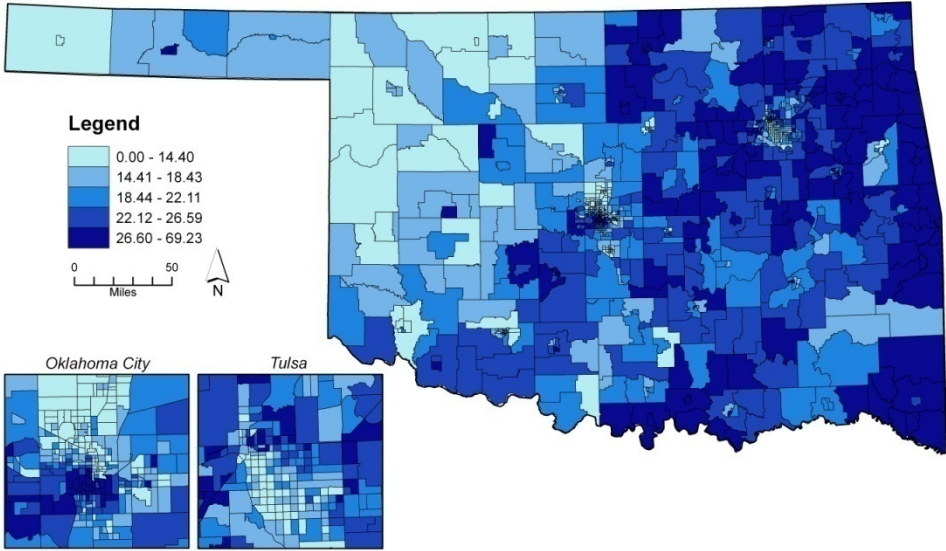 Legend
0.00 - 14.40
14.41 - 18.43
18.44 - 22.11
22.12 - 26.59
26.60 - 69.23
0 50
Miles
N
Oklahoma City
Tulsa